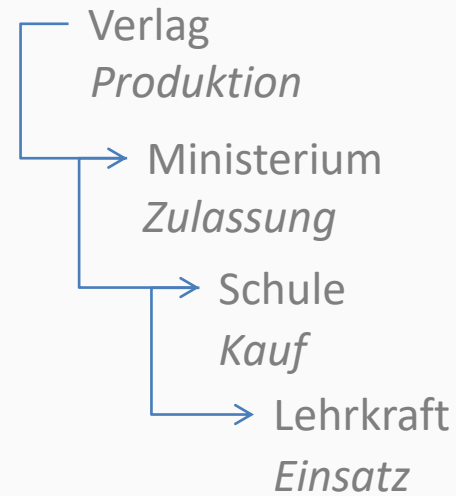 Verlag
Produktion
Ministerium
Zulassung
Schule
Kauf
Lehrkraft
Einsatz